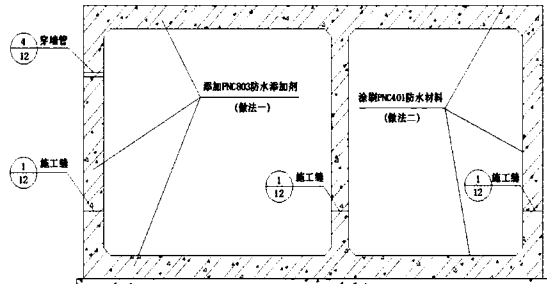 4
12
穿墙管
添加PNC803防水添加剂
(做法一)
涂刷PNC401防水材料
(做法二)
1
12
施工缝
1
12
施工缝
1
12
施工缝